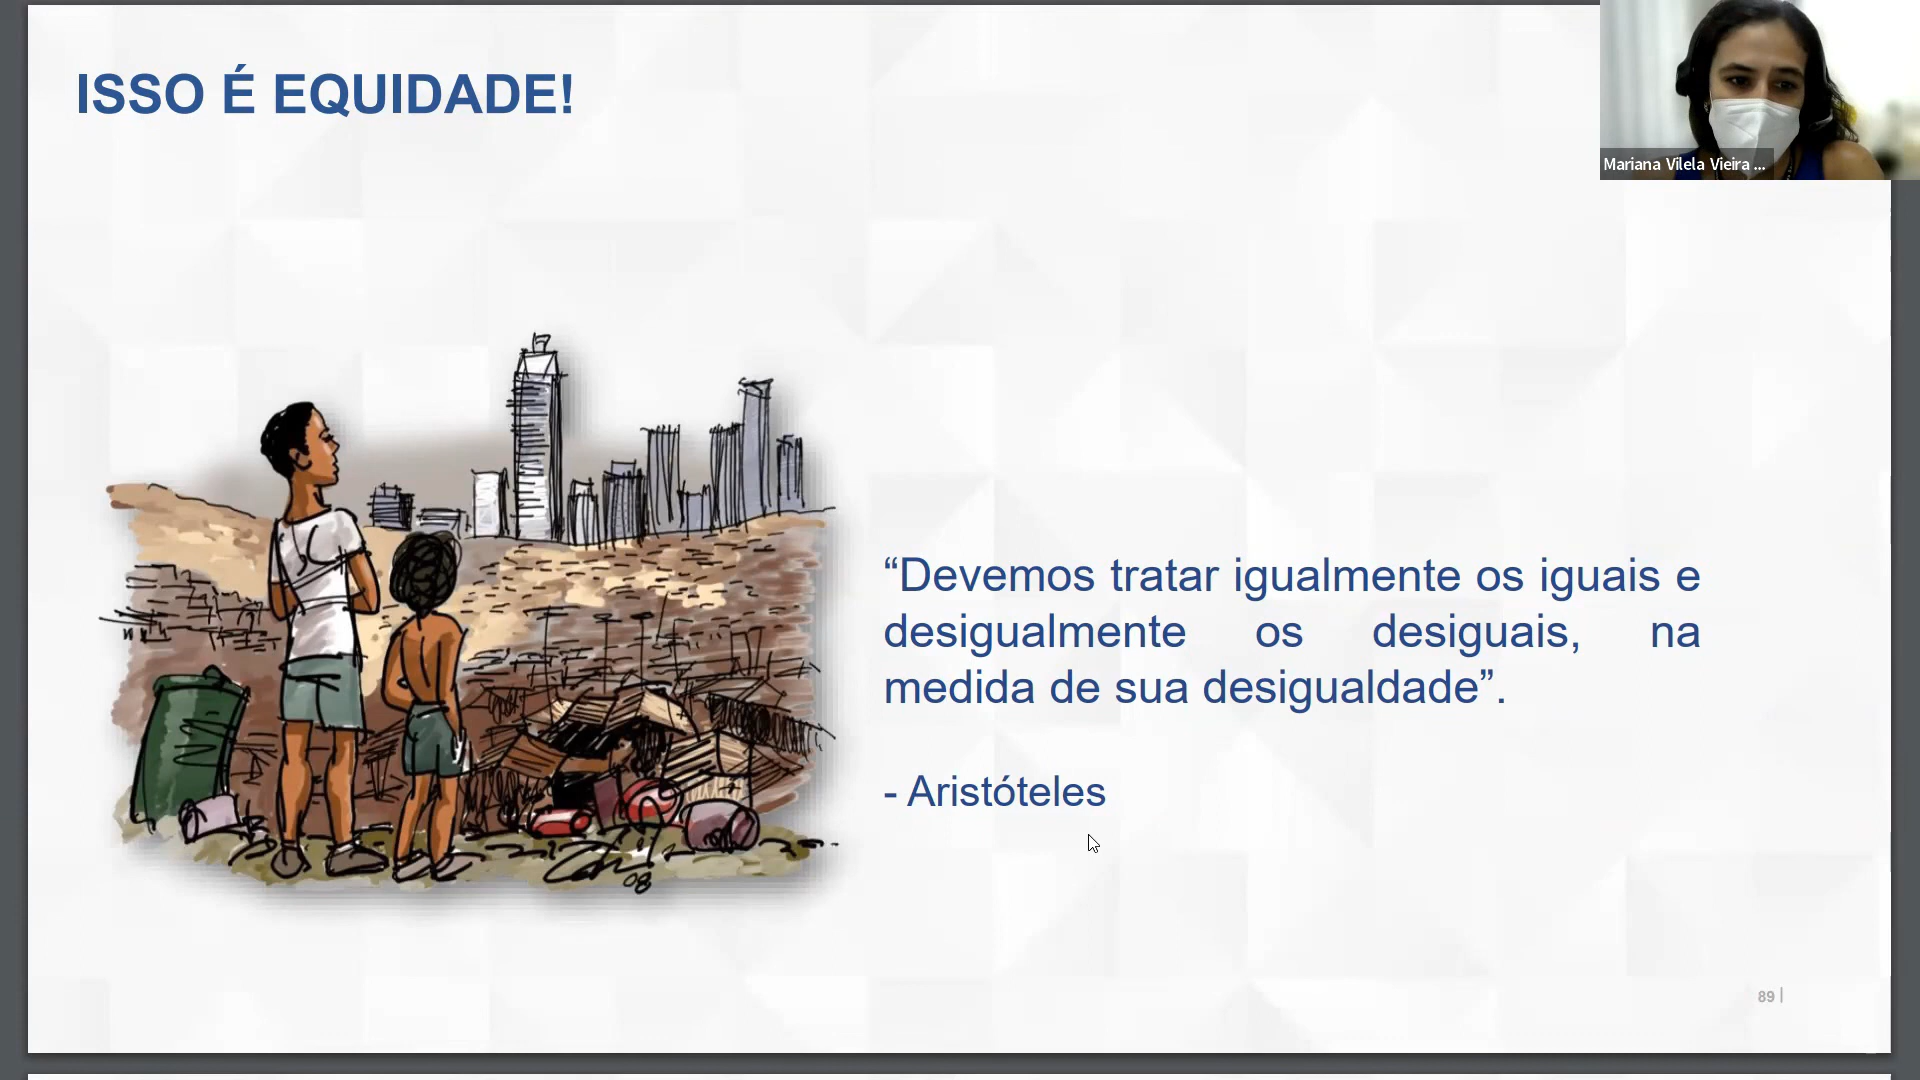 ISSO É EQUIDADE!
Mariana Vilela Vieira ...
“Devemos tratar igualmente os iguais e
desigualmente os desiguais, na
medida de sua desigualdade”.
- Aristóteles
08
89 |